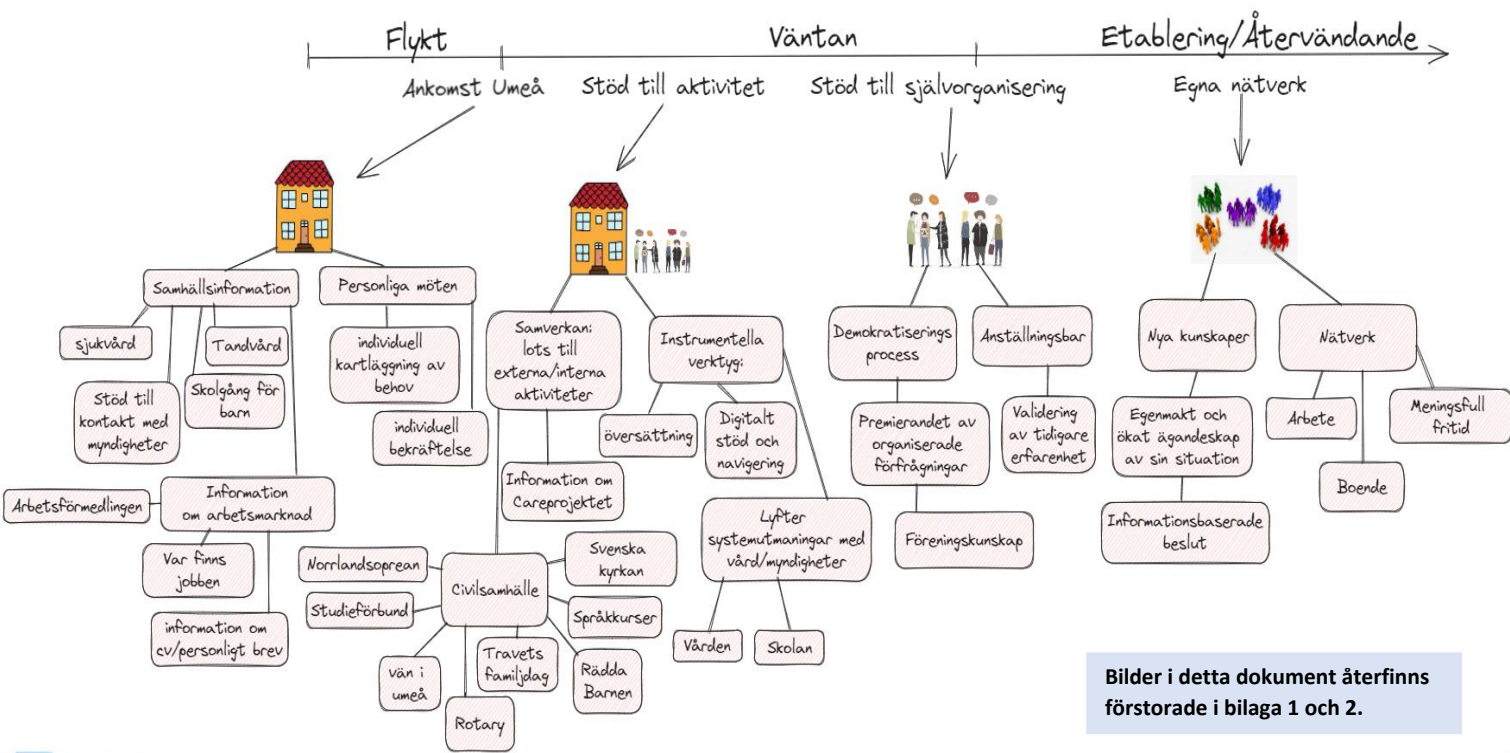 Flykt
Väntan
Etablering/Återvändande
Ankomst Umeå
Stöd till aktivitet
Stöd till självorganisering
Egna nätverk
Samhällsinformation
sjukvård
Tandvård
Stöd till
kontakt med
myndigheter
Skolgång för
barn
Information
om arbetsmarknad
Arbetsförmedlingen
Var finns
jobben
information om
cv/personligt brev
Personliga möten
individuell
kartläggning av
behov
individuell
bekräftelse
Samverkan:
lots till
externa/interna
aktiviteter
Information om
Careprojektet
Civilsamhälle
Norrlandsoprean
Studieförbund
vän i
umeå
Rotary
Travets
familjdag
Rädda
Barnen
Språkkurser
Svenska
kyrkan
Instrumentella
verktyg:
översättning
Digitalt
stöd och
navigering
Lyfter
systemutmaningar med
vård/myndigheter
Vården
Skolan
Demokratiserings
process
Premierandet av
organiserade
förfrågningar
Föreningskunskap
Anställningsbar
Validering
av tidigare
erfarenhet
Nya kunskaper
Egenmakt och
ökat ägandeskap
av sin situation
Informationsbaserade
beslut
Nätverk
Arbete
Boende
Meningsfull
fritid
Bilder i detta dokument återfinns
förstorade i bilaga 1 och 2.